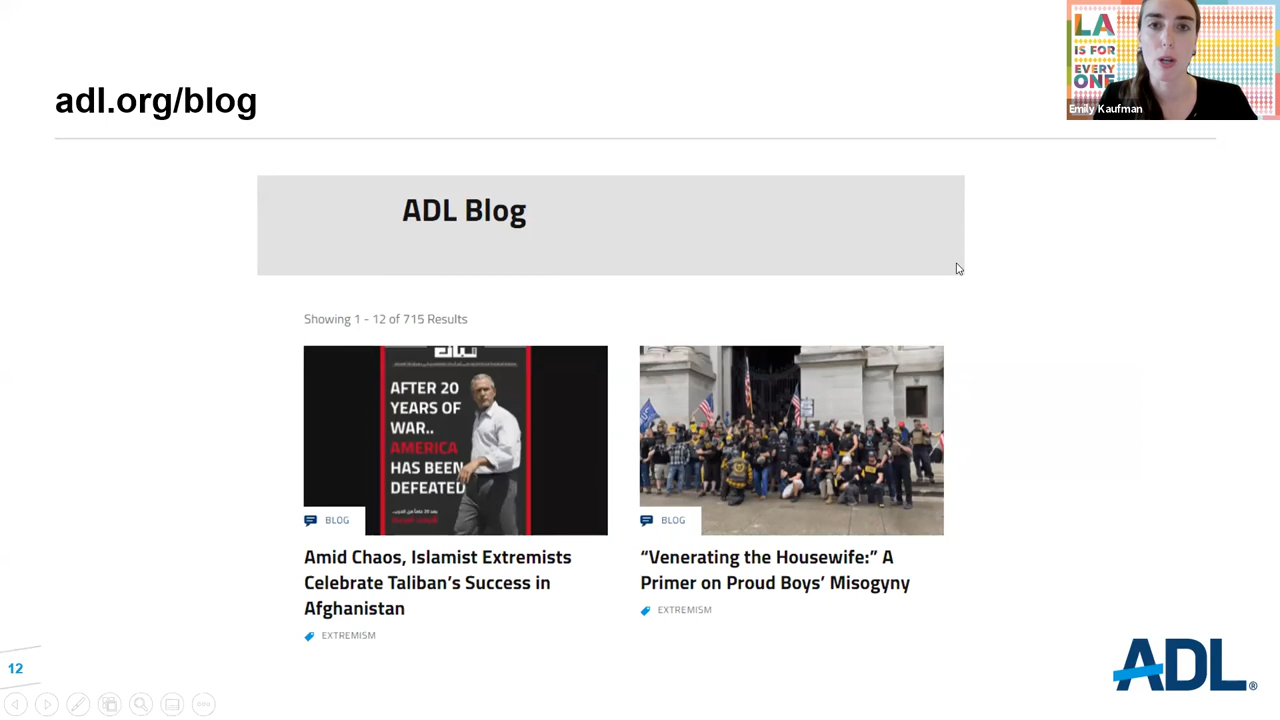 LA
IS FOR
EVERY
ONE
Emily Kaufman
adl.org/blog
ADL Blog
Showing 1 - 12 of 715 Results
AFTER 20
YEARS OF
WAR..
AMERICA
HAS BEEN
DEFEATED
BLOG
BLOG
Amid Chaos, Islamist Extremists
Celebrate Taliban's Success in
Afghanistan
EXTREMISM
“Venerating the Housewife:” A
Primer on Proud Boys’ Misogyny
EXTREMISM
12
ADL®